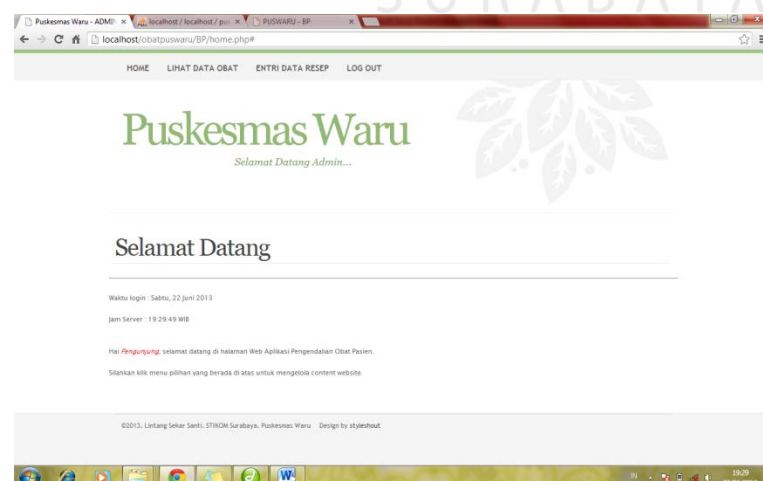 SURABAYA
Puskesmas Waru - ADMI
localhost / localhost / pus
PUSWARU - BP
localhost/obatpuswaru/BP/home.php#
HOME LIHAT DATA OBAT ENTRI DATA RESEP LOG OUT
Puskesmas Waru
Selamat Datang Admin...
Selamat Datang
Waktu login : Sabtu, 22 Juni 2013
Jam Server : 19:29:49 WIB
Hai Pengunjung, selamat datang di halaman Web Aplikasi Pengendalian Obat Pasien.
Silahkan klik menu pilihan yang berada di atas untuk mengelola content website.
©2013. Lintang Sekar Santi. STIKOM Surabaya. Puskesmas Waru Design by styleshout
IN
19:29